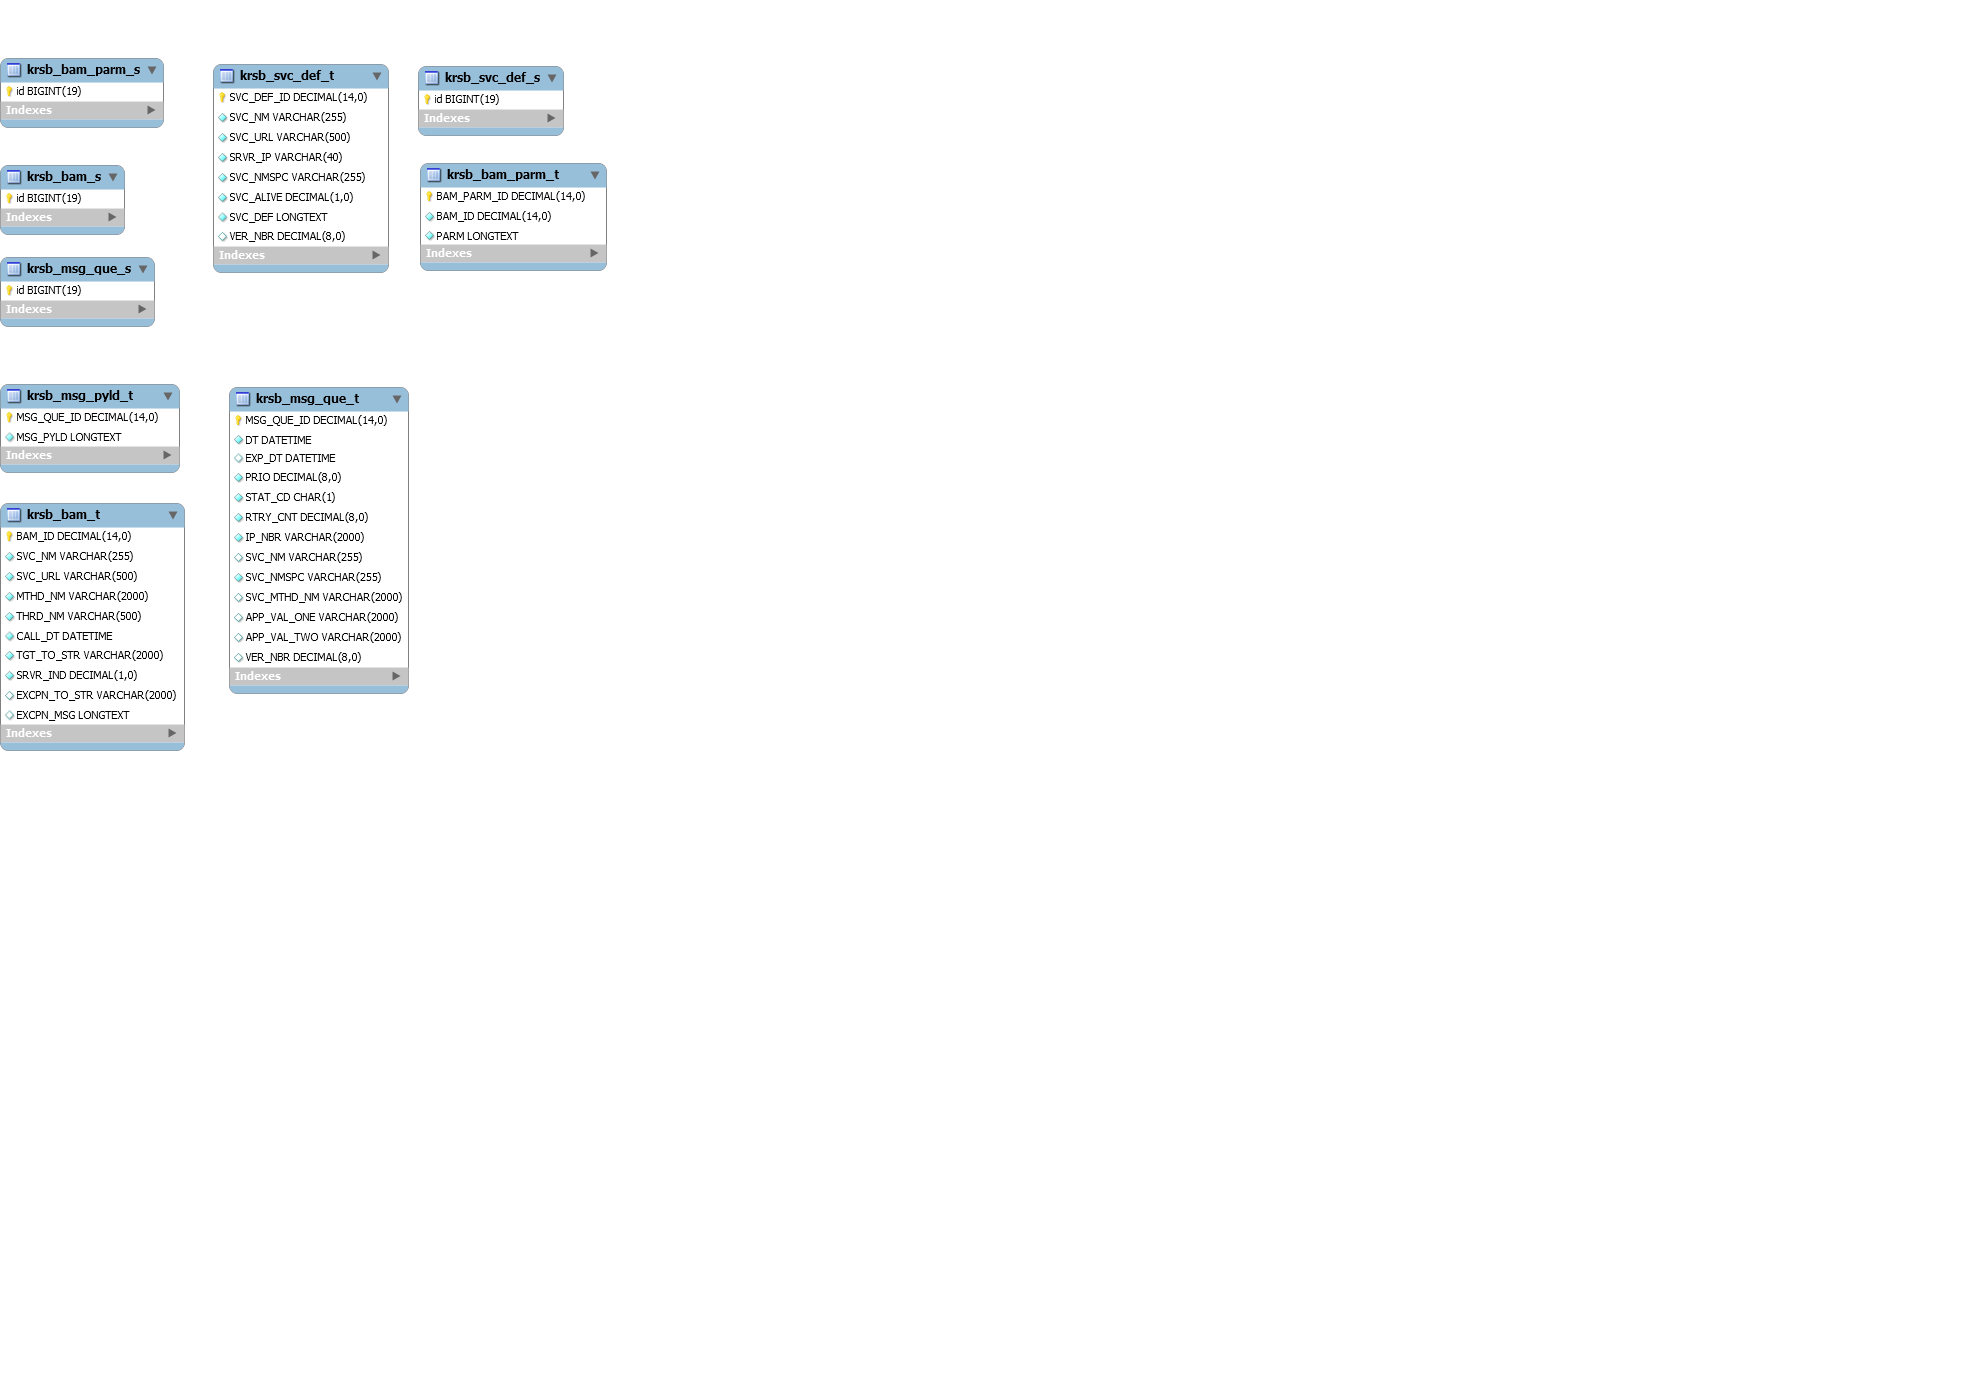 krsb_bam_parm_s
id BIGINT(19)
Indexes
krsb_bam_s
id BIGINT(19)
Indexes
krsb_msg_que_s
id BIGINT(19)
Indexes
krsb_svc_def_t
SVC_DEF_ID DECIMAL(14,0)
SVC_NM VARCHAR(255)
SVC_URL VARCHAR(500)
SRVR_IP VARCHAR(40)
SVC_NMSPC VARCHAR(255)
SVC_ALIVE DECIMAL(1,0)
SVC_DEF LONGTEXT
VER_NBR DECIMAL(8,0)
Indexes
krsb_svc_def_s
id BIGINT(19)
Indexes
krsb_bam_parm_t
BAM_PARM_ID DECIMAL(14,0)
BAM_ID DECIMAL(14,0)
PARM LONGTEXT
Indexes
krsb_msg_pyld_t
MSG_QUE_ID DECIMAL(14,0)
MSG_PYLD LONGTEXT
Indexes
krsb_bam_t
BAM_ID DECIMAL(14,0)
SVC_NM VARCHAR(255)
SVC_URL VARCHAR(500)
MTHD_NM VARCHAR(2000)
THRD_NM VARCHAR(500)
CALL_DT DATETIME
TGT_TO_STR VARCHAR(2000)
SRVR_IND DECIMAL(1,0)
EXCPN_TO_STR VARCHAR(2000)
EXCPN_MSG LONGTEXT
Indexes
krsb_msg_que_t
MSG_QUE_ID DECIMAL(14,0)
DT DATETIME
EXP_DT DATETIME
PRIO DECIMAL(8,0)
STAT_CD CHAR(1)
RTRY_CNT DECIMAL(8,0)
IP_NBR VARCHAR(2000)
SVC_NM VARCHAR(255)
SVC_NMSPC VARCHAR(255)
SVC_MTHD_NM VARCHAR(2000)
APP_VAL_ONE VARCHAR(2000)
APP_VAL_TWO VARCHAR(2000)
VER_NBR DECIMAL(8,0)
Indexes